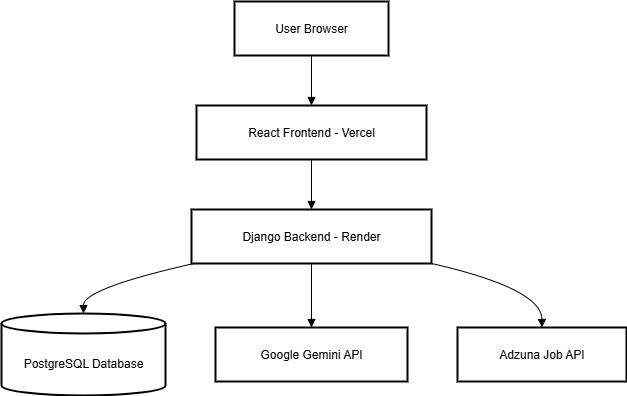 User Browser
React Frontend - Vercel
Django Backend - Render
PostgreSQL Database
Google Gemini API
Adzuna Job API